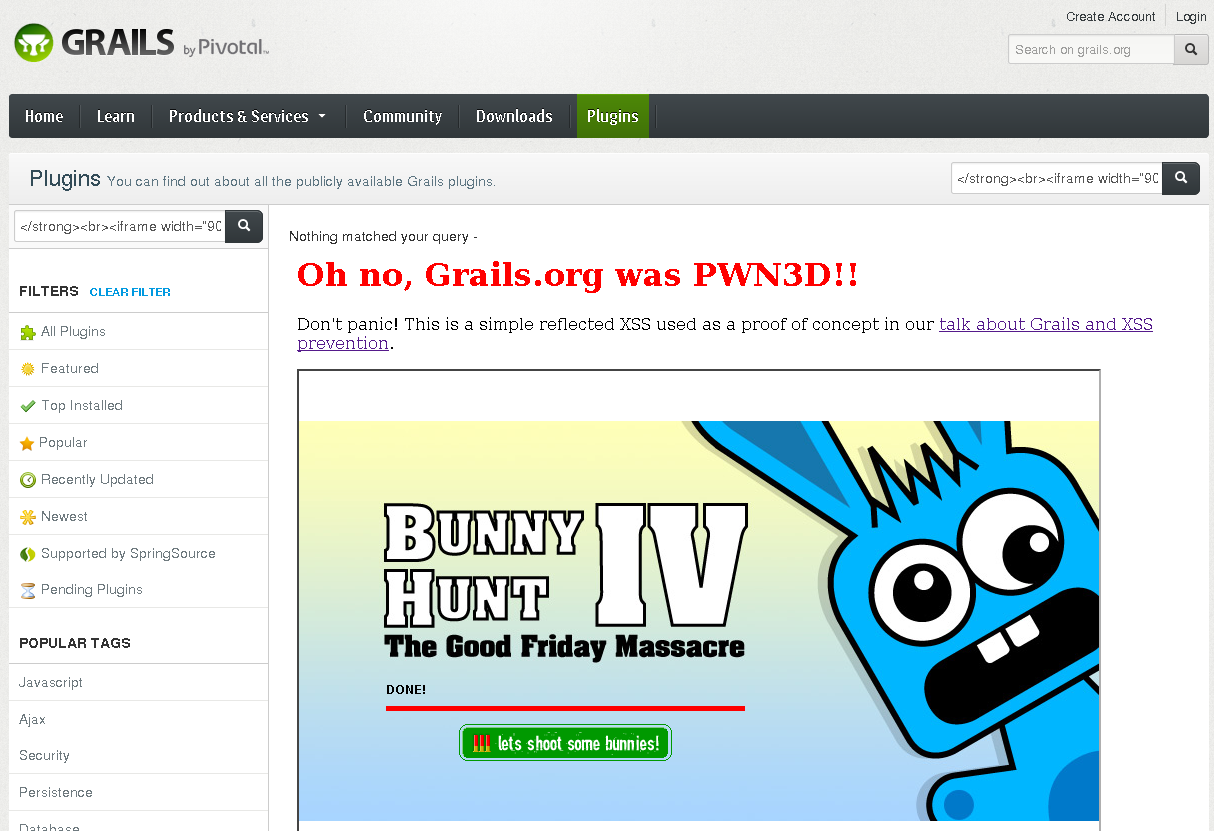 Create Account Login
GRAILS by Pivotal™
Search on grails.org
Home Learn Products & Services Community Downloads Plugins
Plugins You can find out about all the publicly available Grails plugins.
</strong><br><iframe width="90
</strong><br><iframe width="90
Nothing matched your query -
Oh no, Grails.org was PWN3D!!
Don't panic! This is a simple reflected XSS used as a proof of concept in our talk about Grails and XSS
prevention.
FILTERS CLEAR FILTER
All Plugins
Featured
Top Installed
Popular
Recently Updated
Newest
Supported by SpringSource
Pending Plugins
POPULAR TAGS
Javascript
Ajax
Security
Persistence
Database
BUNNY
HUNT
IV
The Good Friday Massacre
DONE!
lets shoot some bunnies!